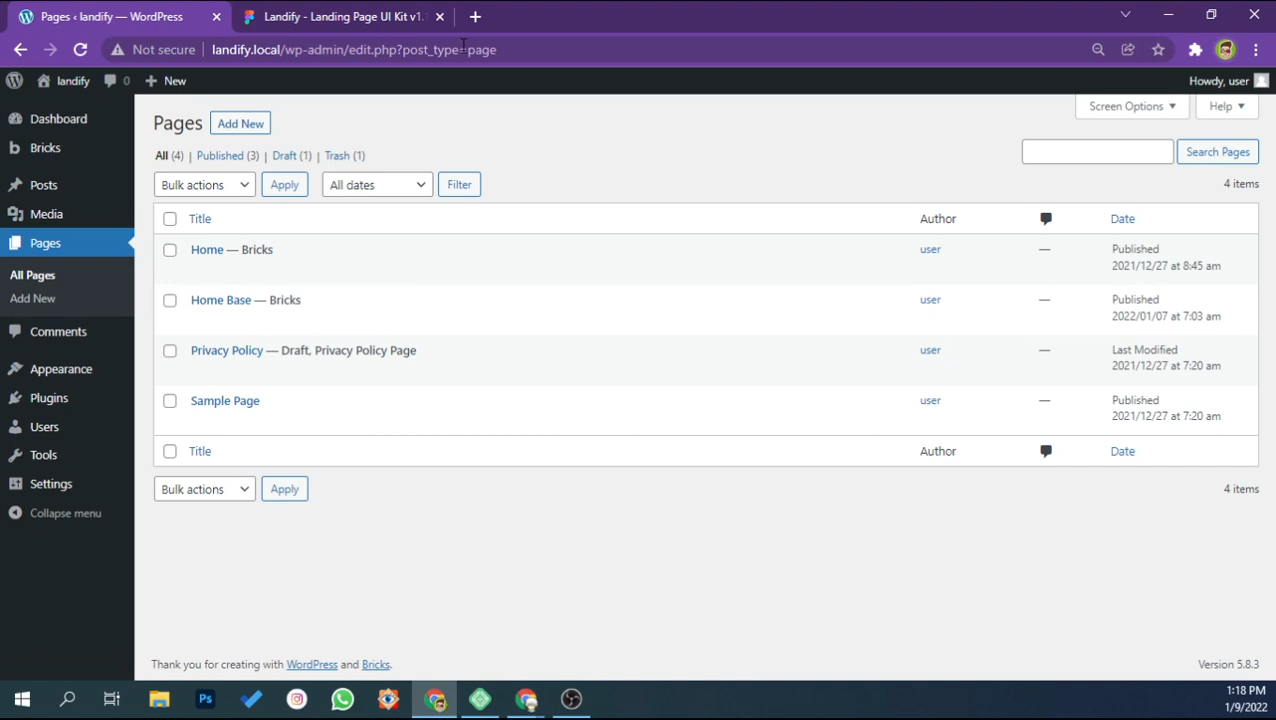 Pages ‹ landify — WordPress
Landify - Landing Page UI Kit v1.
Not secure
landify.local/wp-admin/edit.php?post_type=page
landify
0
New
Howdy, user
Dashboard
Bricks
Posts
Media
Pages
All Pages
Add New
Comments
Appearance
Plugins
Users
Tools
Settings
Collapse menu
Screen Options
Help
Pages
Add New
All (4) | Published (3) | Draft (1) | Trash (1)
Search Pages
Bulk actions
Apply
All dates
Filter
4 items
Title
Author
Date
Home — Bricks
user
—
Published
2021/12/27 at 8:45 am
Home Base — Bricks
user
—
Published
2022/01/07 at 7:03 am
Privacy Policy — Draft, Privacy Policy Page
user
—
Last Modified
2021/12/27 at 7:20 am
Sample Page
user
—
Published
2021/12/27 at 7:20 am
Title
Author
Date
Bulk actions
Apply
4 items
Thank you for creating with WordPress and Bricks.
Version 5.8.3
Ps
1:18 PM
1/9/2022